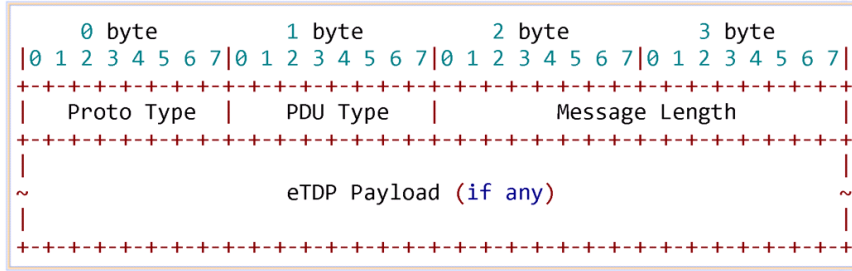 0 byte          1 byte          2 byte          3 byte
|0 1 2 3 4 5 6 7|0 1 2 3 4 5 6 7|0 1 2 3 4 5 6 7|0 1 2 3 4 5 6 7|
+-+-+-+-+-+-+-+-+-+-+-+-+-+-+-+-+-+-+-+-+-+-+-+-+-+-+-+-+-+-+-+-+
|   Proto Type  |    PDU Type   |         Message Length        |
+-+-+-+-+-+-+-+-+-+-+-+-+-+-+-+-+-+-+-+-+-+-+-+-+-+-+-+-+-+-+-+-+
|                                                               |
~                    eTDP Payload (if any)                      ~
|                                                               |
+-+-+-+-+-+-+-+-+-+-+-+-+-+-+-+-+-+-+-+-+-+-+-+-+-+-+-+-+-+-+-+-+